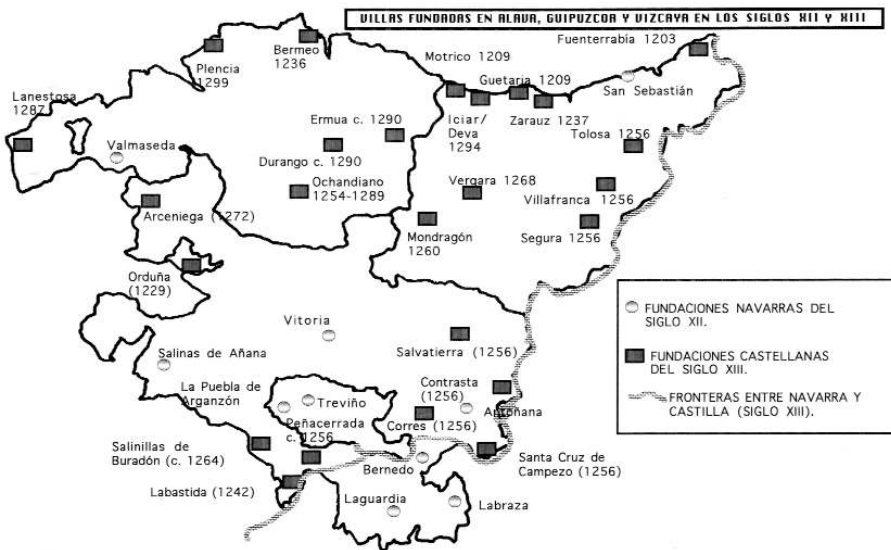 VILLAS FUNDADAS EN ALAVA, GUIPUZCOA Y VIZCAYA EN LOS SIGLOS XII Y XIII
Fuenterrabía 1203
Bermeo
1236
Plencia
1299
Motrico 1209
Guetaria 1209
San Sebastián
Lanestosa
1287
Iciar/
Deva
1294
Zarauz 1237
Ermua c. 1290
Tolosa 1256
Valmaseda
Durango c. 1290
Ochandiano
1254-1289
Vergara 1268
Villafranca
1256
Arceniega (1272)
Mondragón
1260
Segura 1256
Orduña
(1229)
Vitoria
Salinas de Añana
Salvatierra (1256)
La Puebla de
Arganzón
Treviño
Contrasta
(1256)
Antoñana
Peñacerrada
c. 1256
Corres (1256)
Salinillas de
Buradón (c. 1264)
Bernedo
Santa Cruz de
Campezo (1256)
Labastida (1242)
Laguardia
Labraza
FUNDACIONES NAVARRAS DEL
SIGLO XII.
FUNDACIONES CASTELLANAS
DEL SIGLO XIII.
FRONTERAS ENTRE NAVARRA Y
CASTILLA (SIGLO XIII).